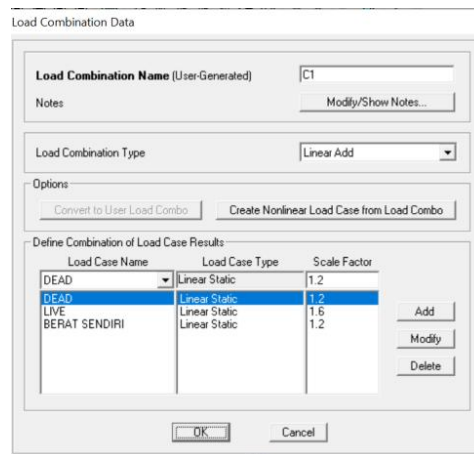 Load Combination Data
Load Combination Name (User-Generated) C1
Notes Modify/Show Notes...
Load Combination Type Linear Add
Options
Convert to User Load Combo Create Nonlinear Load Case from Load Combo
Define Combination of Load Case Results
Load Case Name Load Case Type Scale Factor
DEAD Linear Static 1.2
DEAD Linear Static 1.2
LIVE Linear Static 1.6
BERAT SENDIRI Linear Static 1.2
Add
Modify
Delete
OK Cancel